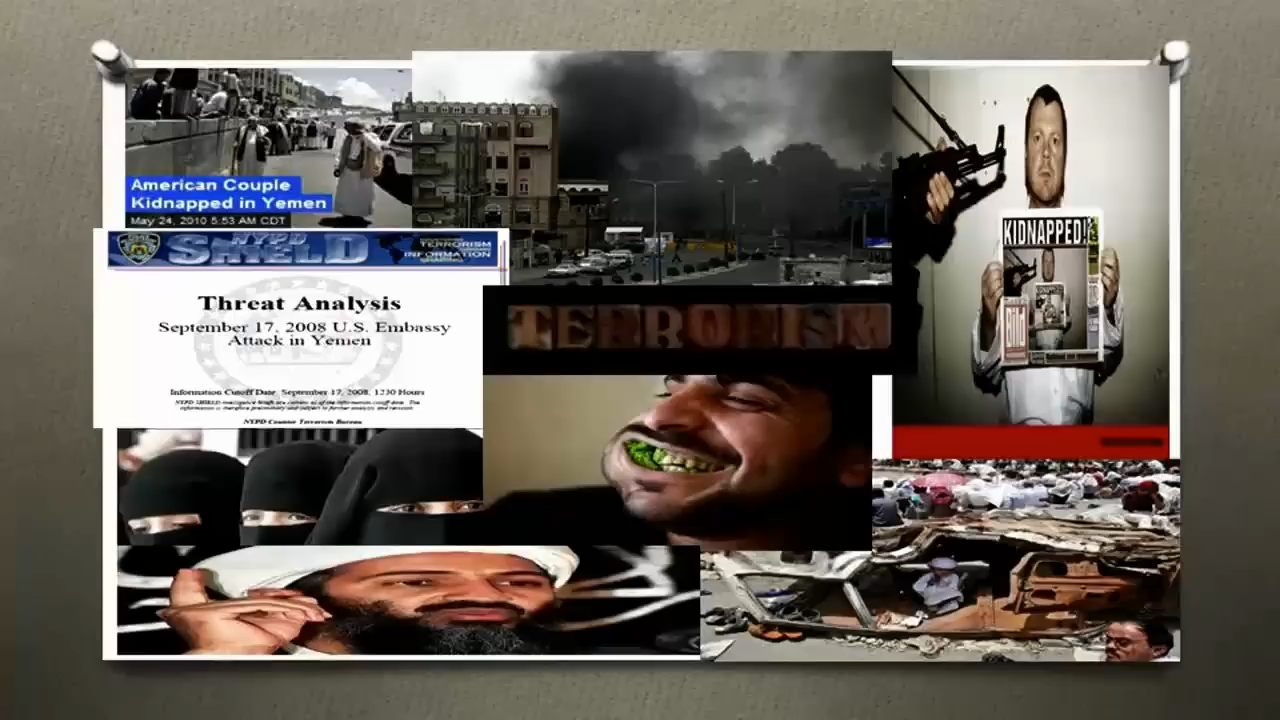 American Couple
Kidnapped in Yemen
May 24, 2010 5:53 AM CDT
NYPD
SHIELD
TERRORISM
INFORMATION
Threat Analysis
September 17, 2008 U.S. Embassy
Attack in Yemen
Information Cutoff Date: September 17, 2008, 1230 Hours
NYPD Counter Terrorism Bureau
TERRORISM
KIDNAPPED!
KIDNAPPED!
Bild